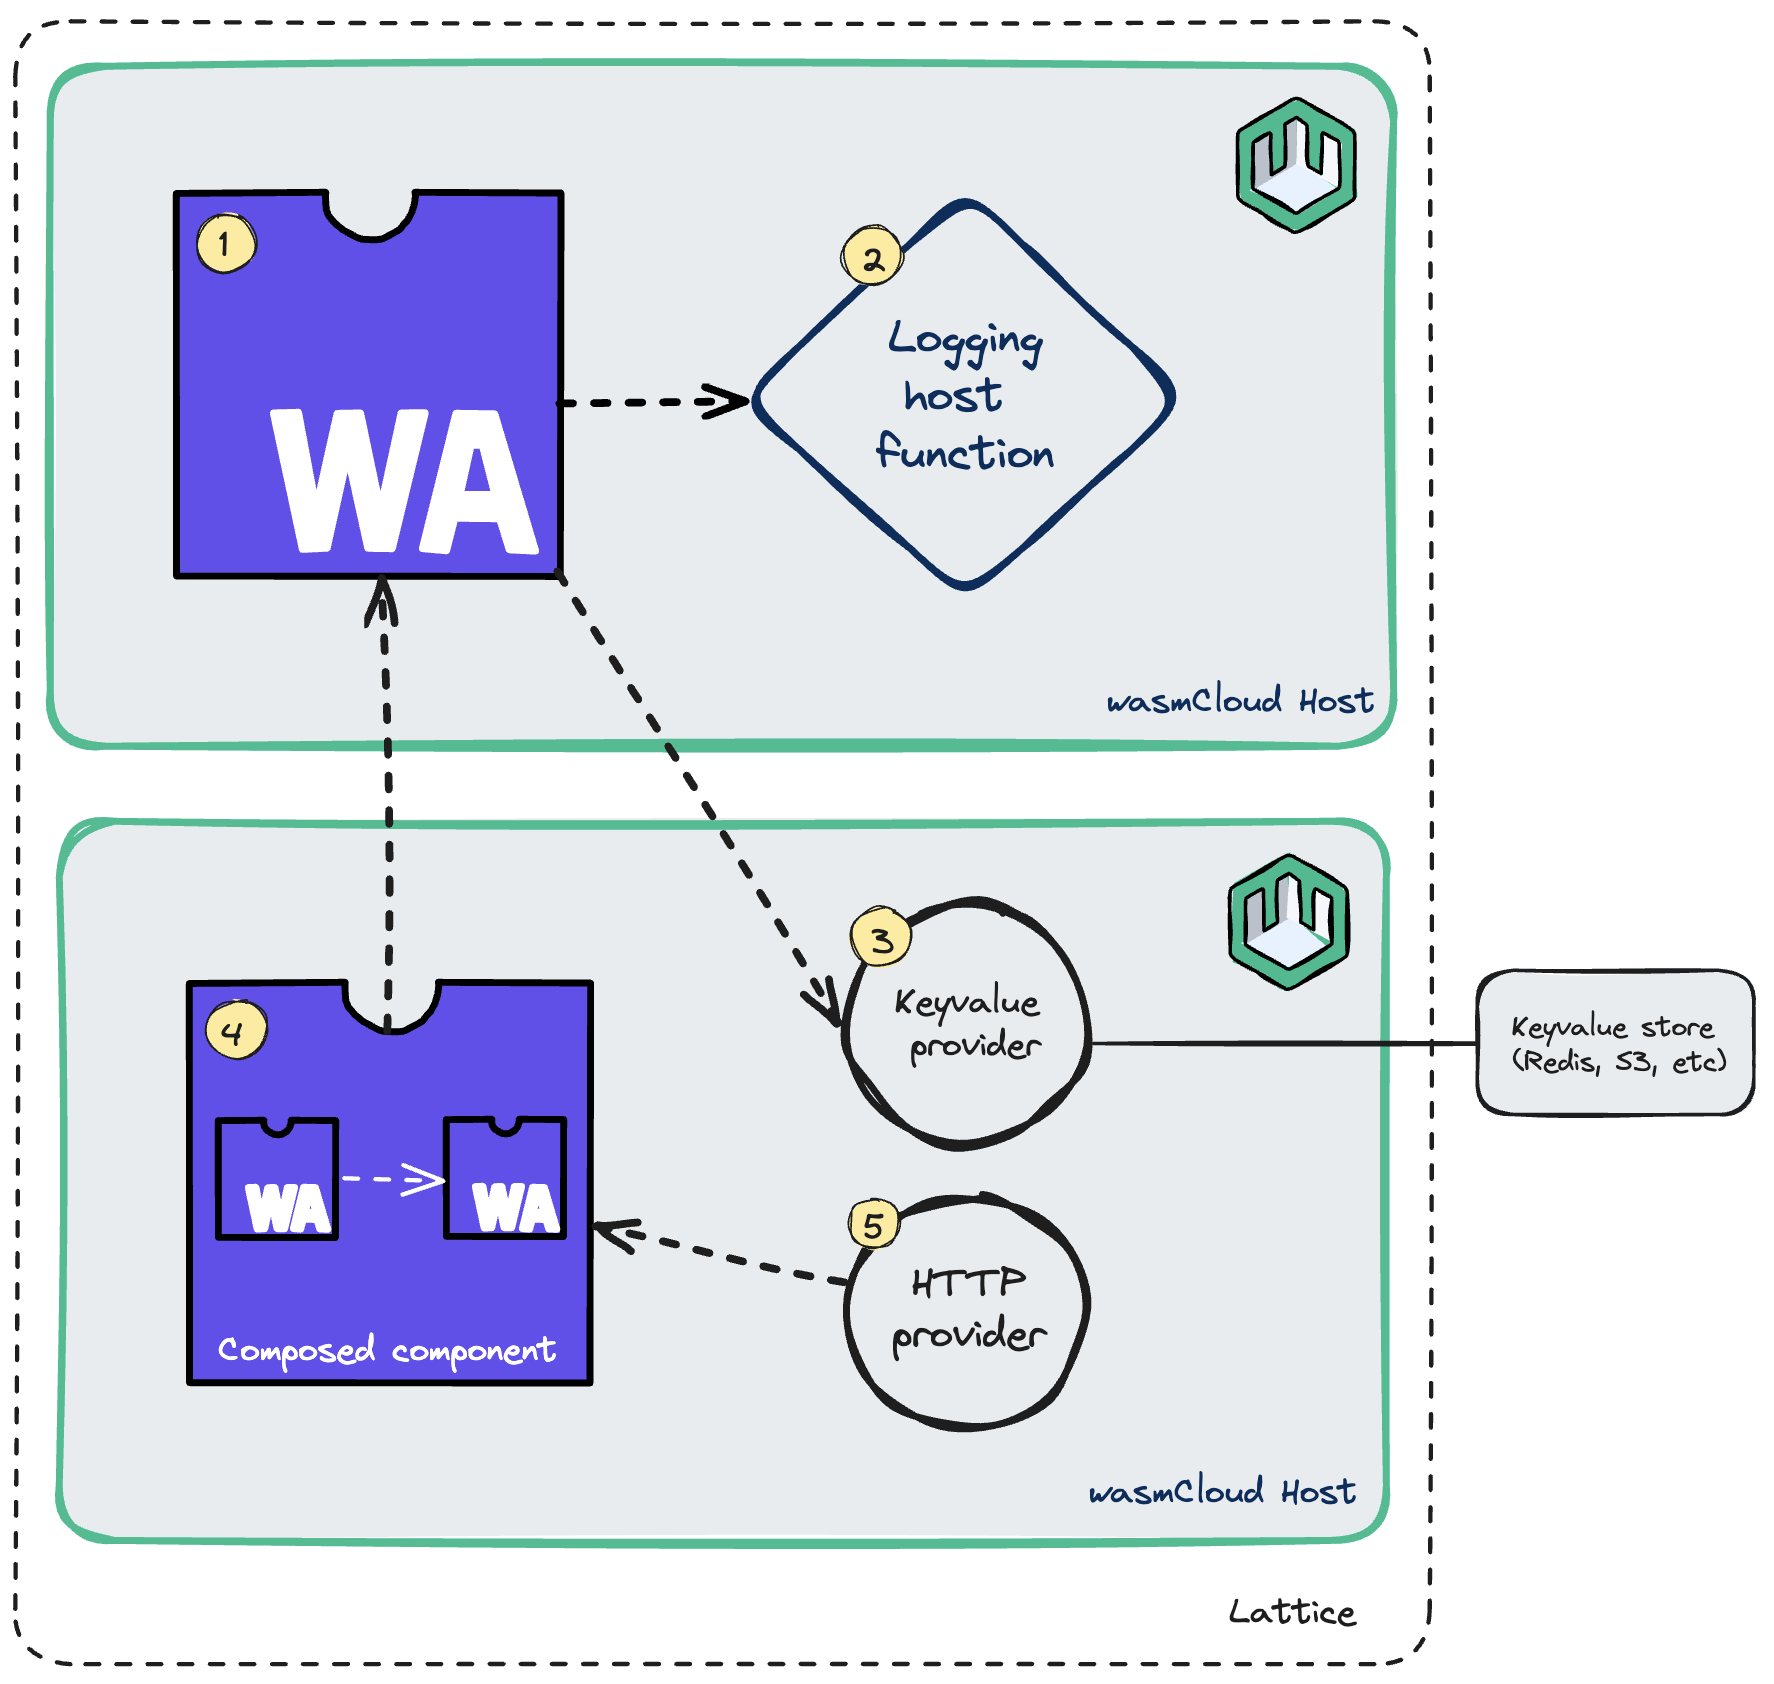 1
WA
2
Logging
host
function
wasmCloud Host
3
Keyvalue
provider
Keyvalue store
(Redis, S3, etc)
4
WA
WA
Composed component
5
HTTP
provider
wasmCloud Host
Lattice